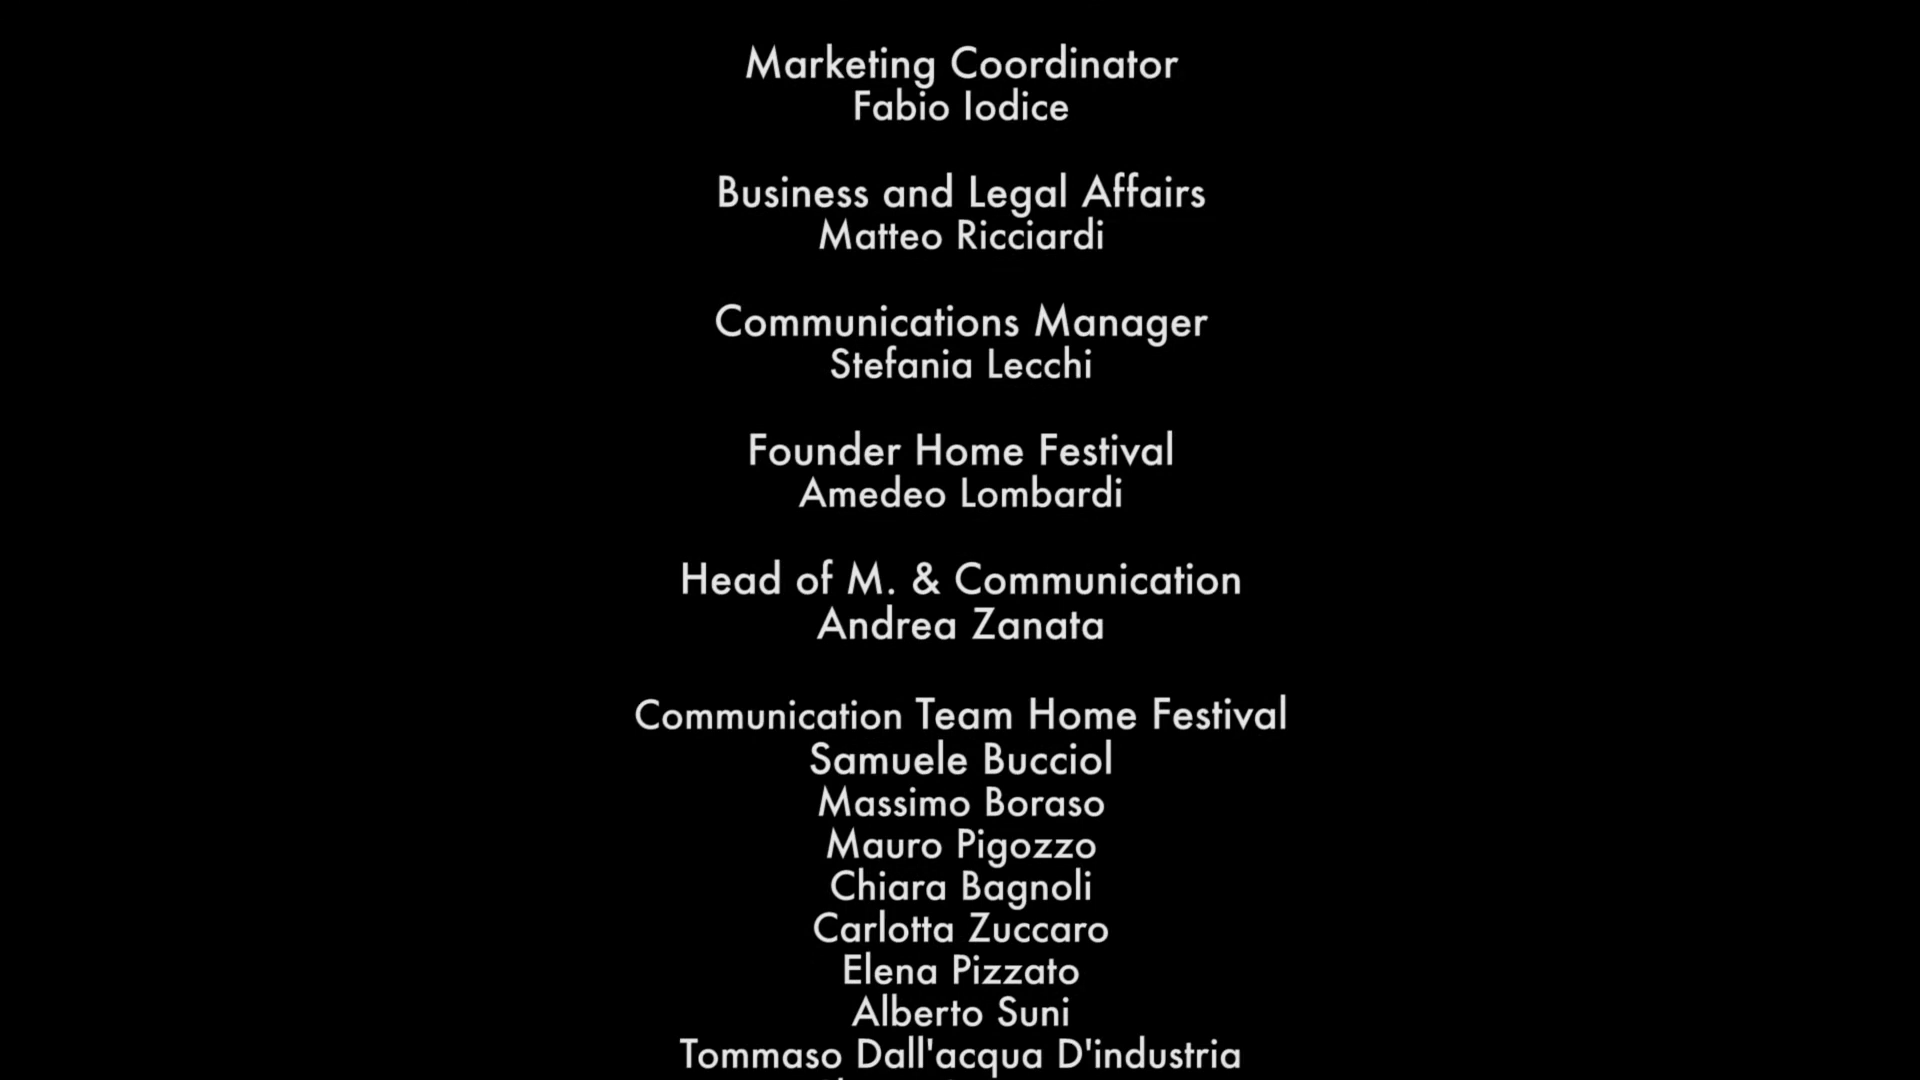 Marketing Coordinator
Fabio Iodice
Business and Legal Affairs
Matteo Ricciardi
Communications Manager
Stefania Lecchi
Founder Home Festival
Amedeo Lombardi
Head of M. & Communication
Andrea Zanata
Communication Team Home Festival
Samuele Bucciol
Massimo Boraso
Mauro Pigozzo
Chiara Bagnoli
Carlotta Zuccaro
Elena Pizzato
Alberto Suni
Tommaso Dall'acqua D'industria